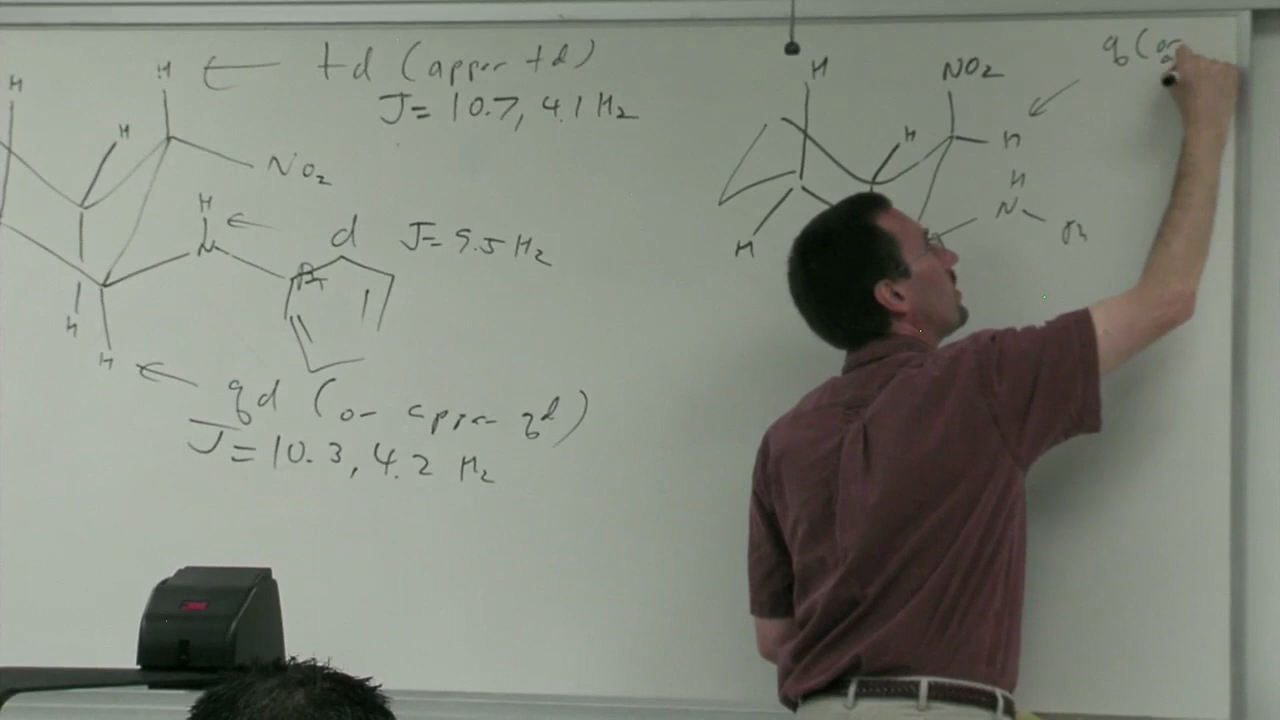 td (appar td)
J = 10.7, 4.1 Hz
H
H
H
NO2
H
N
d J = 9.5 Hz
H
H
qd (or appar qd)
J = 10.3, 4.2 Hz
q (or
H
NO2
H
H
H
N
H